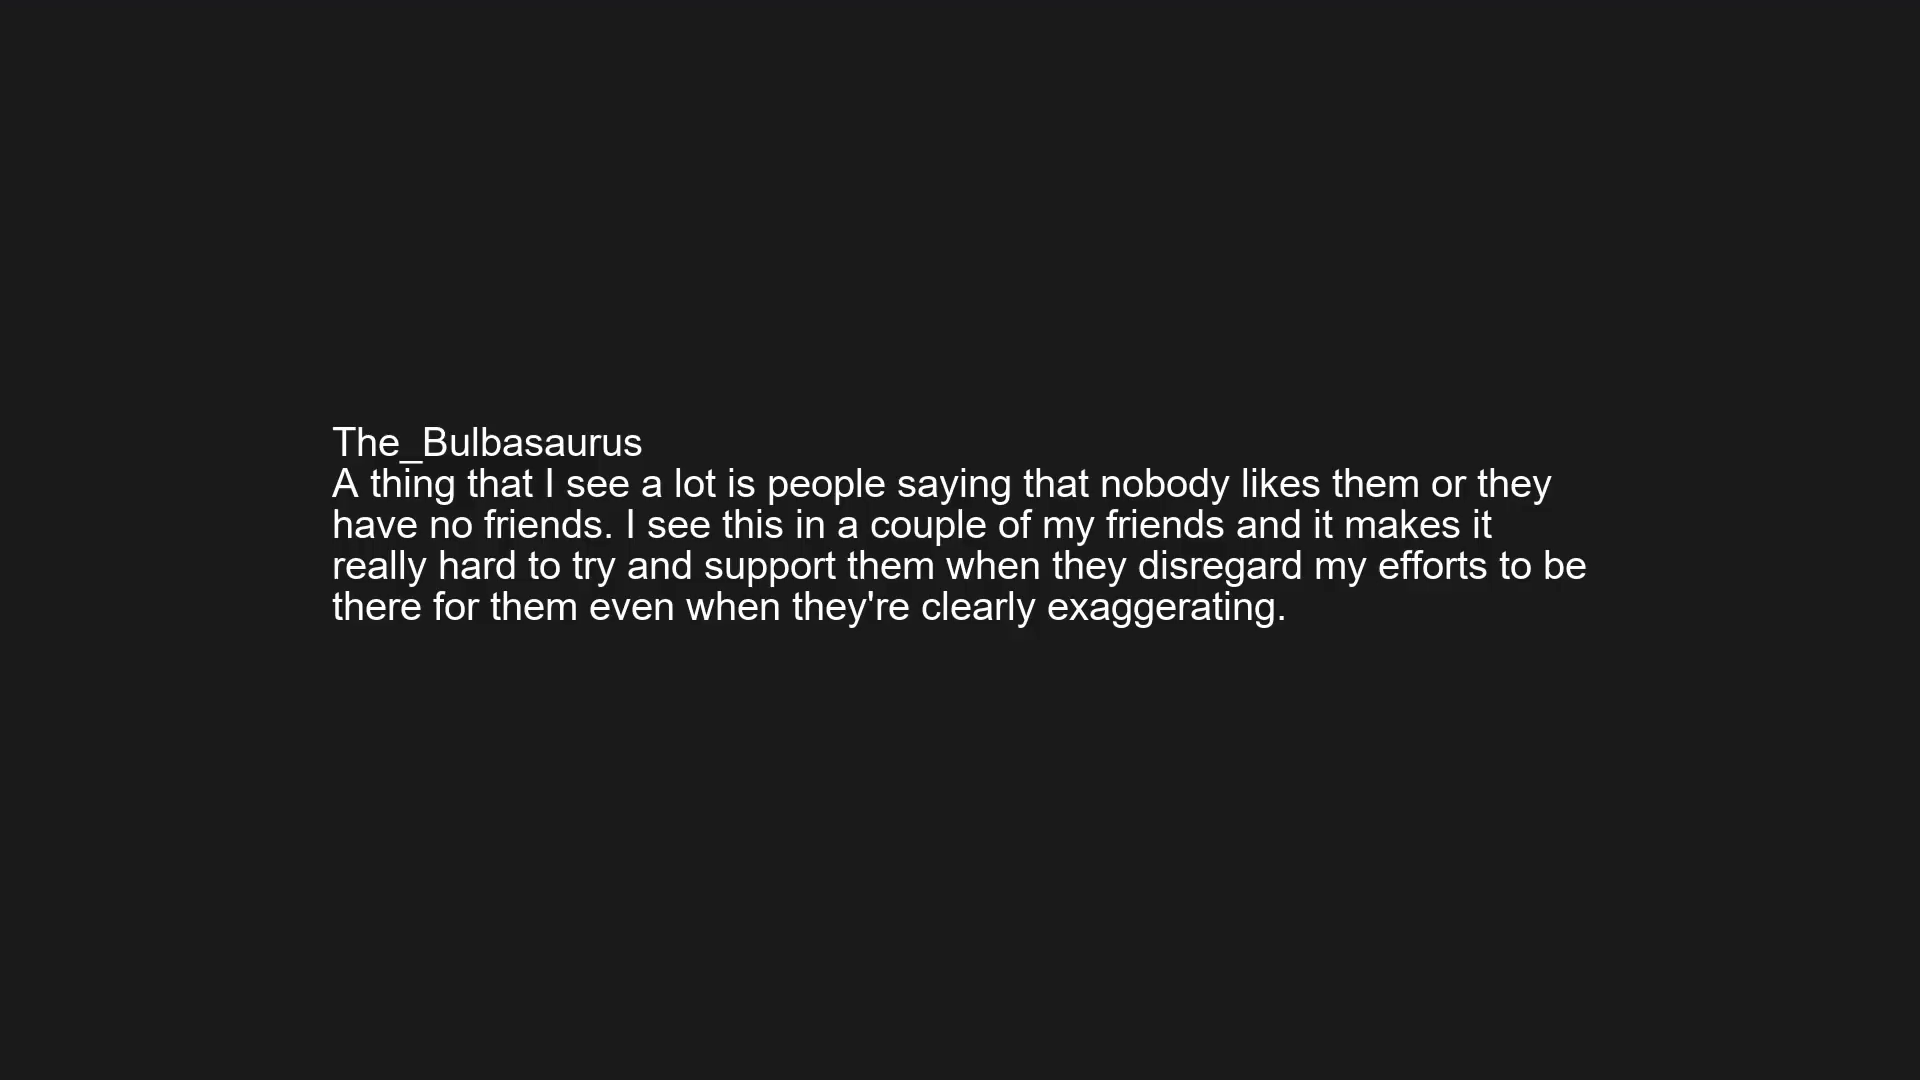 The_Bulbasaurus
A thing that I see a lot is people saying that nobody likes them or they
have no friends. I see this in a couple of my friends and it makes it
really hard to try and support them when they disregard my efforts to be
there for them even when they're clearly exaggerating.